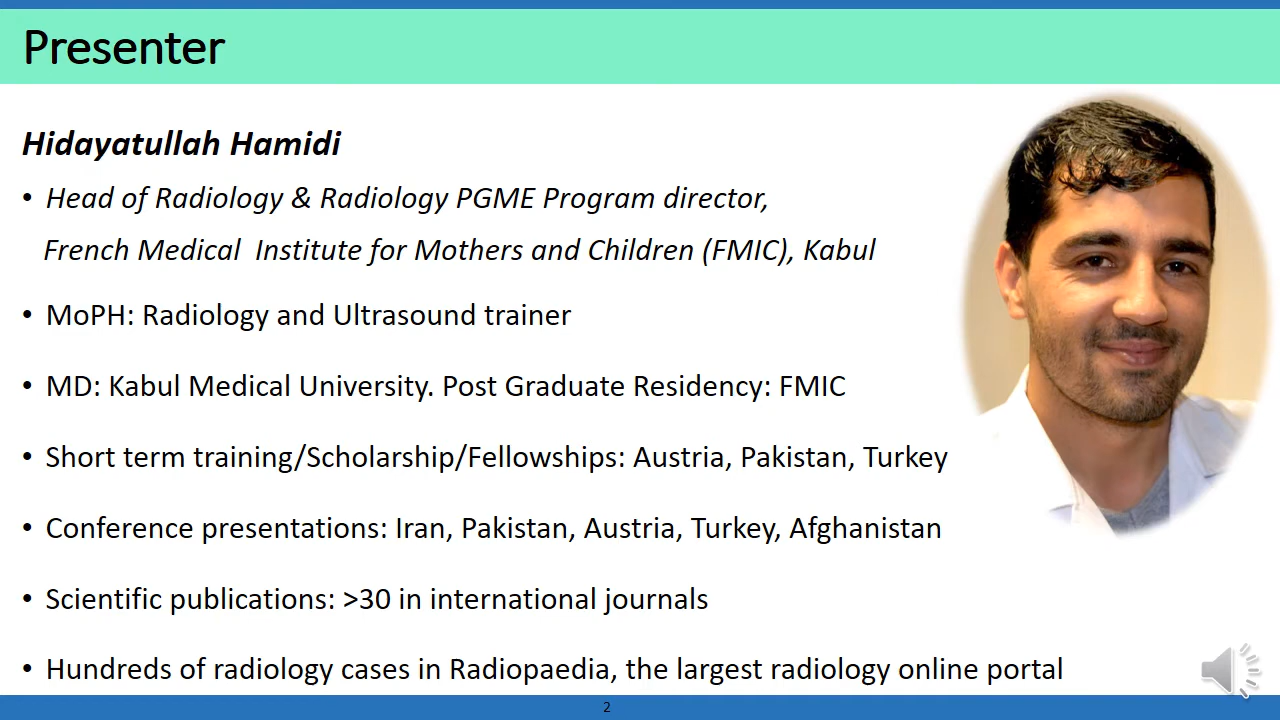 Presenter
Hidayatullah Hamidi
• Head of Radiology & Radiology PGME Program director,
French Medical Institute for Mothers and Children (FMIC), Kabul
• MoPH: Radiology and Ultrasound trainer
• MD: Kabul Medical University. Post Graduate Residency: FMIC
• Short term training/Scholarship/Fellowships: Austria, Pakistan, Turkey
• Conference presentations: Iran, Pakistan, Austria, Turkey, Afghanistan
• Scientific publications: >30 in international journals
• Hundreds of radiology cases in Radiopaedia, the largest radiology online portal
2